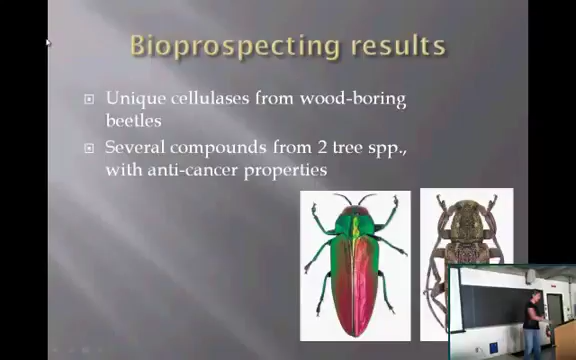 Bioprospecting results
Unique cellulases from wood-boring
beetles
Several compounds from 2 tree spp.,
with anti-cancer properties